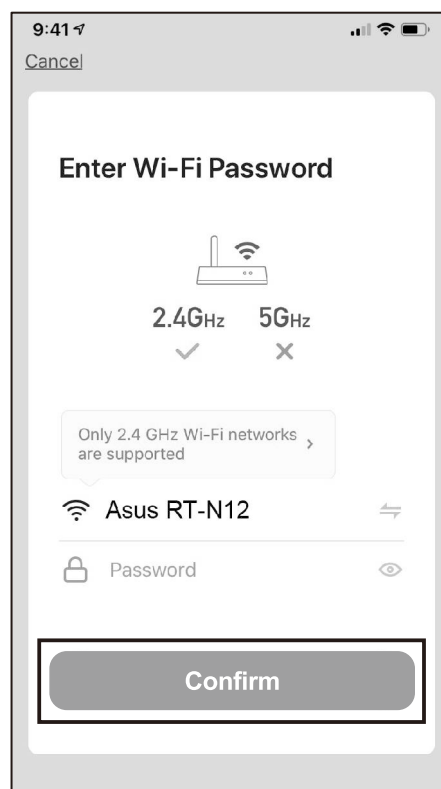 9:41
Cancel
Enter Wi-Fi Password
2.4GHz 5GHz
Only 2.4 GHz Wi-Fi networks
are supported
Asus RT-N12
Password
Confirm